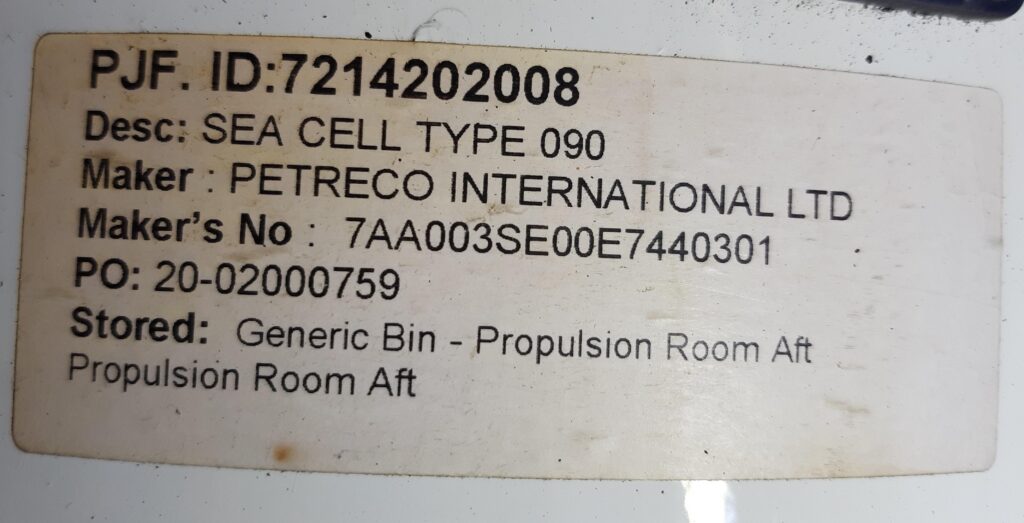 PJF. ID:7214202008
Desc: SEA CELL TYPE 090
Maker : PETRECO INTERNATIONAL LTD
Maker's No : 7AA003SE00E7440301
PO: 20-02000759
Stored: Generic Bin - Propulsion Room Aft
Propulsion Room Aft